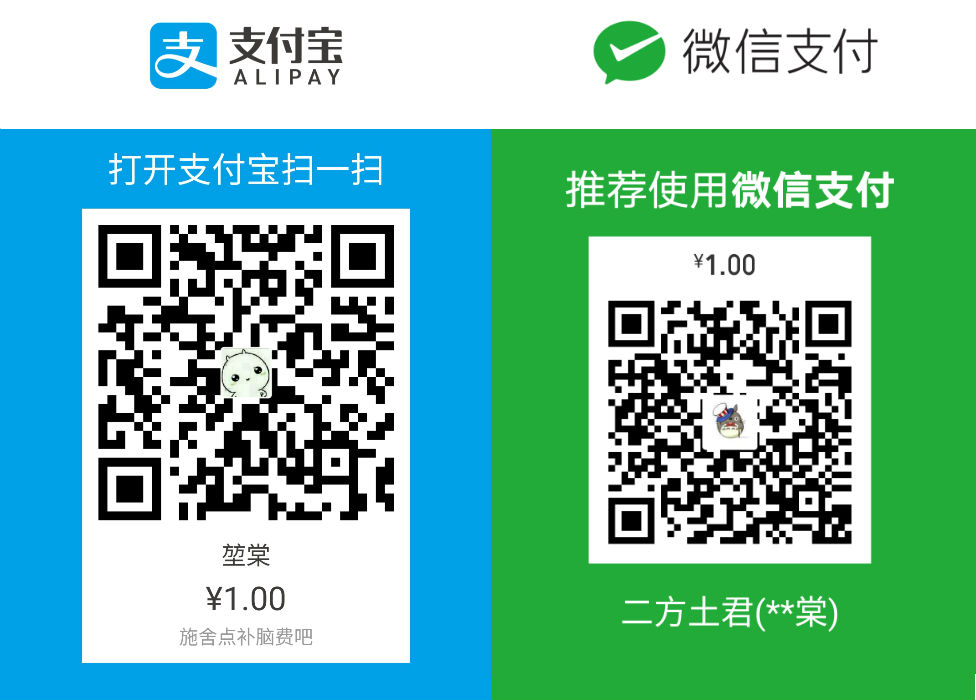 支付宝
ALIPAY
打开支付宝扫一扫
堃棠
¥1.00
施舍点补脑费吧
微信支付
推荐使用微信支付
¥1.00
二方土君(**棠)